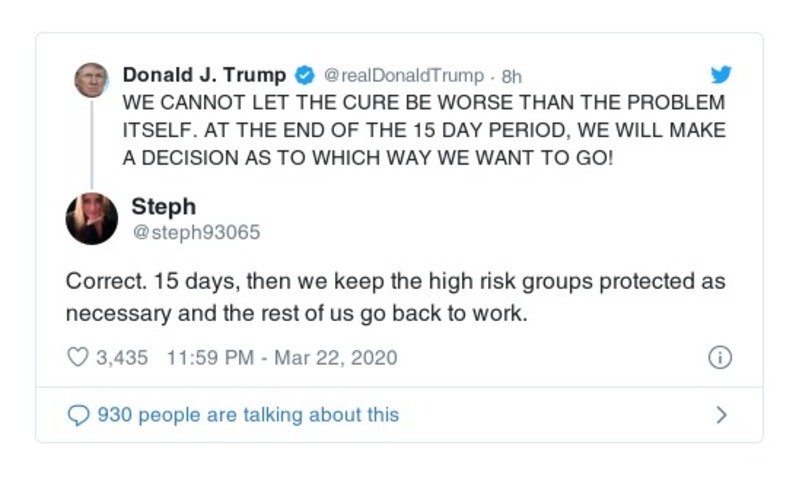 Donald J. Trump @realDonaldTrump · 8h
WE CANNOT LET THE CURE BE WORSE THAN THE PROBLEM
ITSELF. AT THE END OF THE 15 DAY PERIOD, WE WILL MAKE
A DECISION AS TO WHICH WAY WE WANT TO GO!
Steph
@steph93065
Correct. 15 days, then we keep the high risk groups protected as
necessary and the rest of us go back to work.
3,435 11:59 PM - Mar 22, 2020
930 people are talking about this